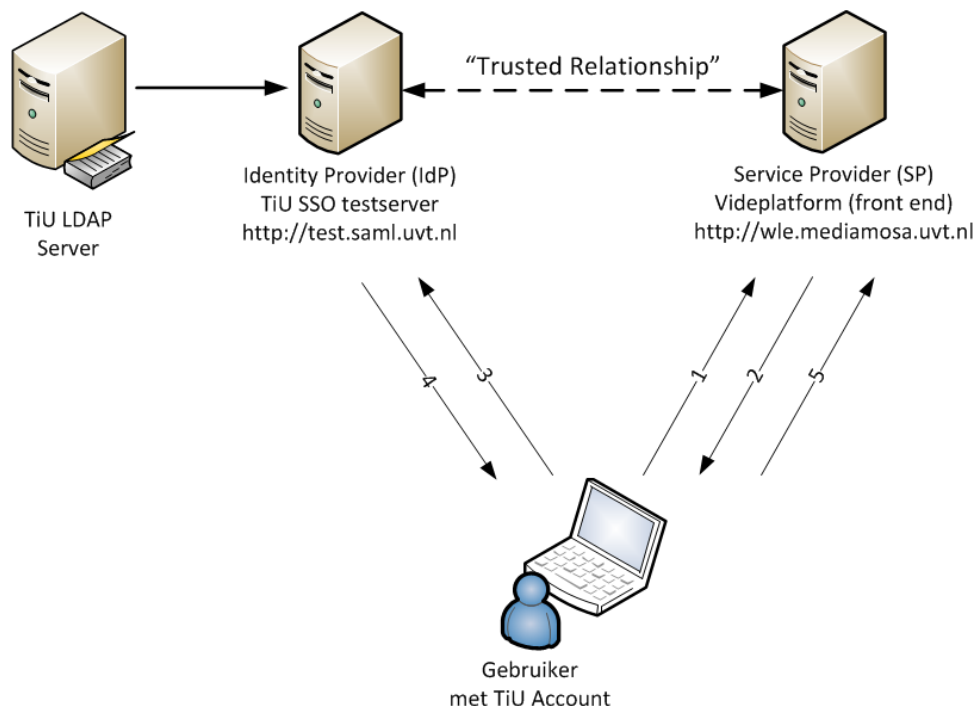 “Trusted Relationship”
TiU LDAP
Server
Identity Provider (IdP)
TiU SSO testserver
http://test.saml.uvt.nl
Service Provider (SP)
Videplatform (front end)
http://wle.mediamosa.uvt.nl
4
3
1
2
5
Gebruiker
met TiU Account